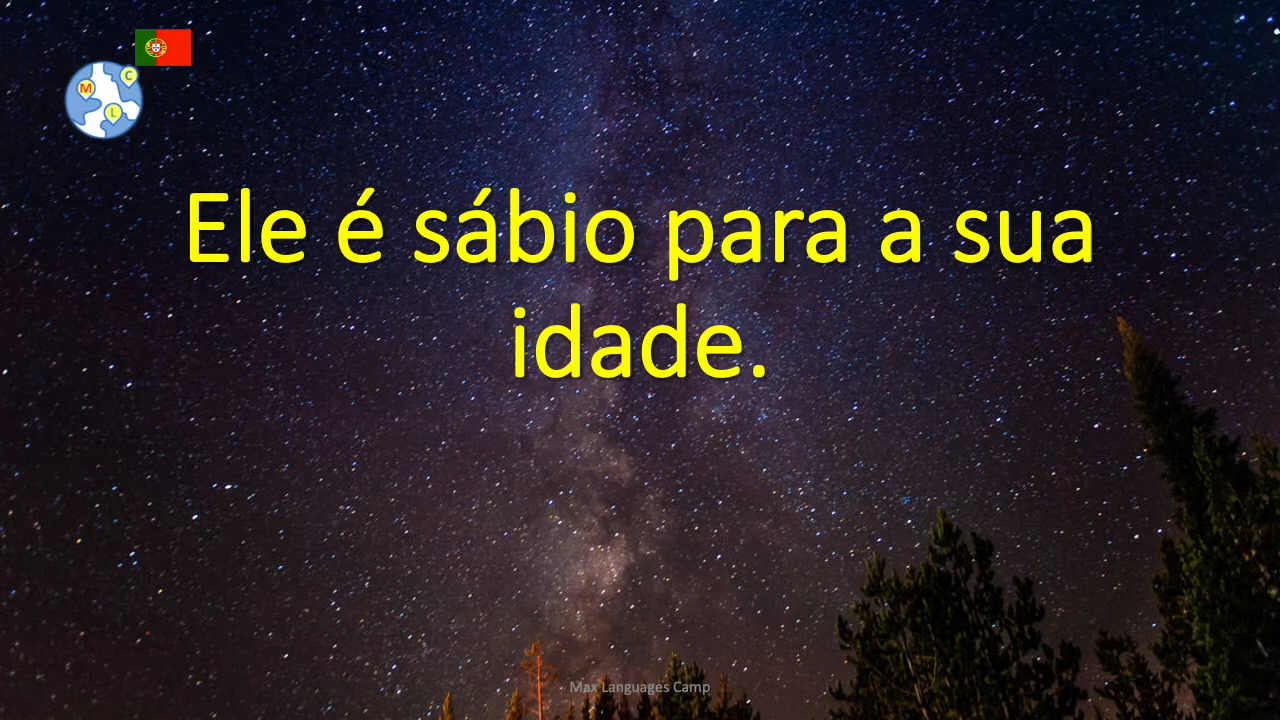 C
M
L
Ele é sábio para a sua
idade.
Max Languages Camp